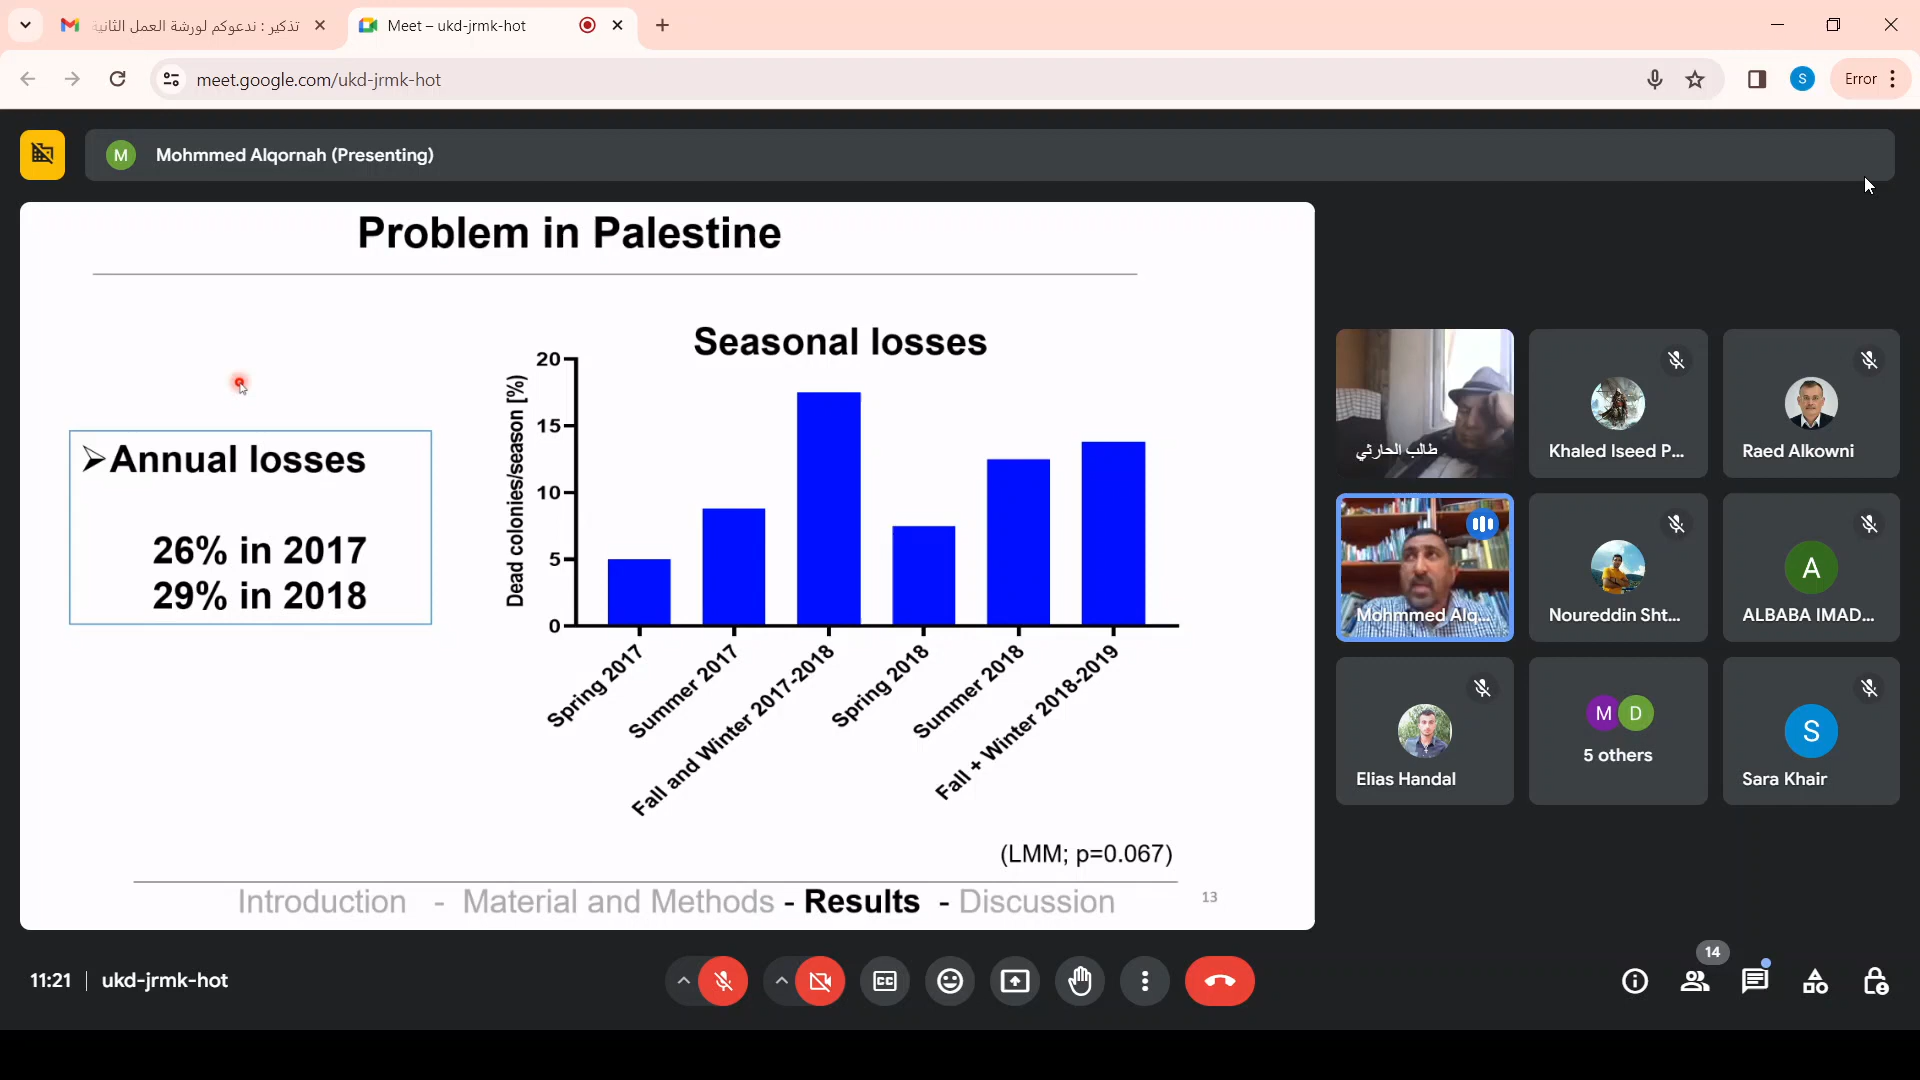 تذكير : ندعوكم لورشة العمل الثانية
Meet – ukd-jrmk-hot
meet.google.com/ukd-jrmk-hot
S
Error
M
Mohmmed Alqornah (Presenting)
Problem in Palestine
Seasonal losses
Dead colonies/season [%]
20
15
10
5
0
Spring 2017
Summer 2017
Fall and Winter 2017-2018
Spring 2018
Summer 2018
Fall + Winter 2018-2019
➢Annual losses
26% in 2017
29% in 2018
(LMM; p=0.067)
Introduction - Material and Methods - Results - Discussion
13
طالب الحارثي
Khaled Iseed P...
Raed Alkowni
Mohmmed Alq...
Noureddin Sht...
A
ALBABA IMAD...
Elias Handal
M D
5 others
S
Sara Khair
11:21 | ukd-jrmk-hot
CC
14